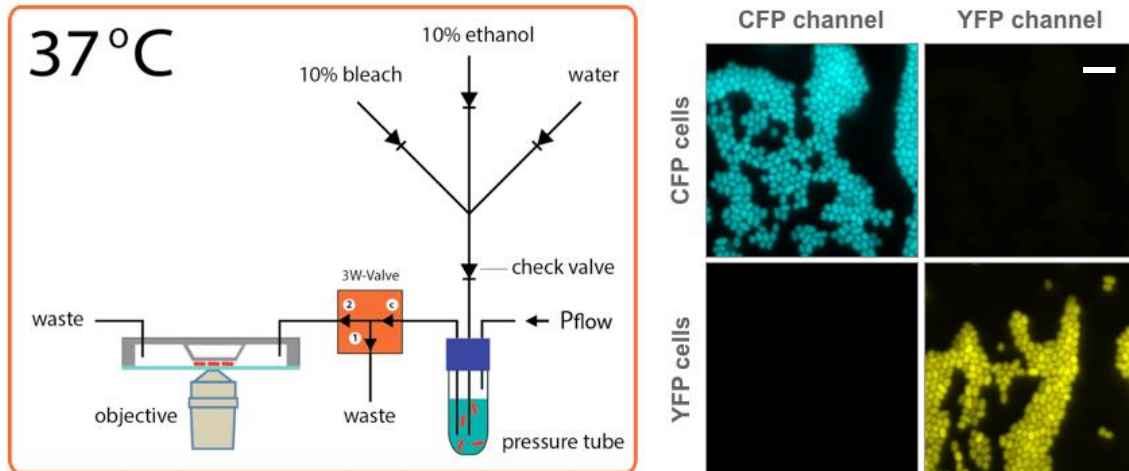 37°C
10% ethanol
10% bleach
water
check valve
3W-Valve
2
c
1
Pflow
waste
objective
waste
pressure tube
CFP channel
YFP channel
CFP cells
YFP cells